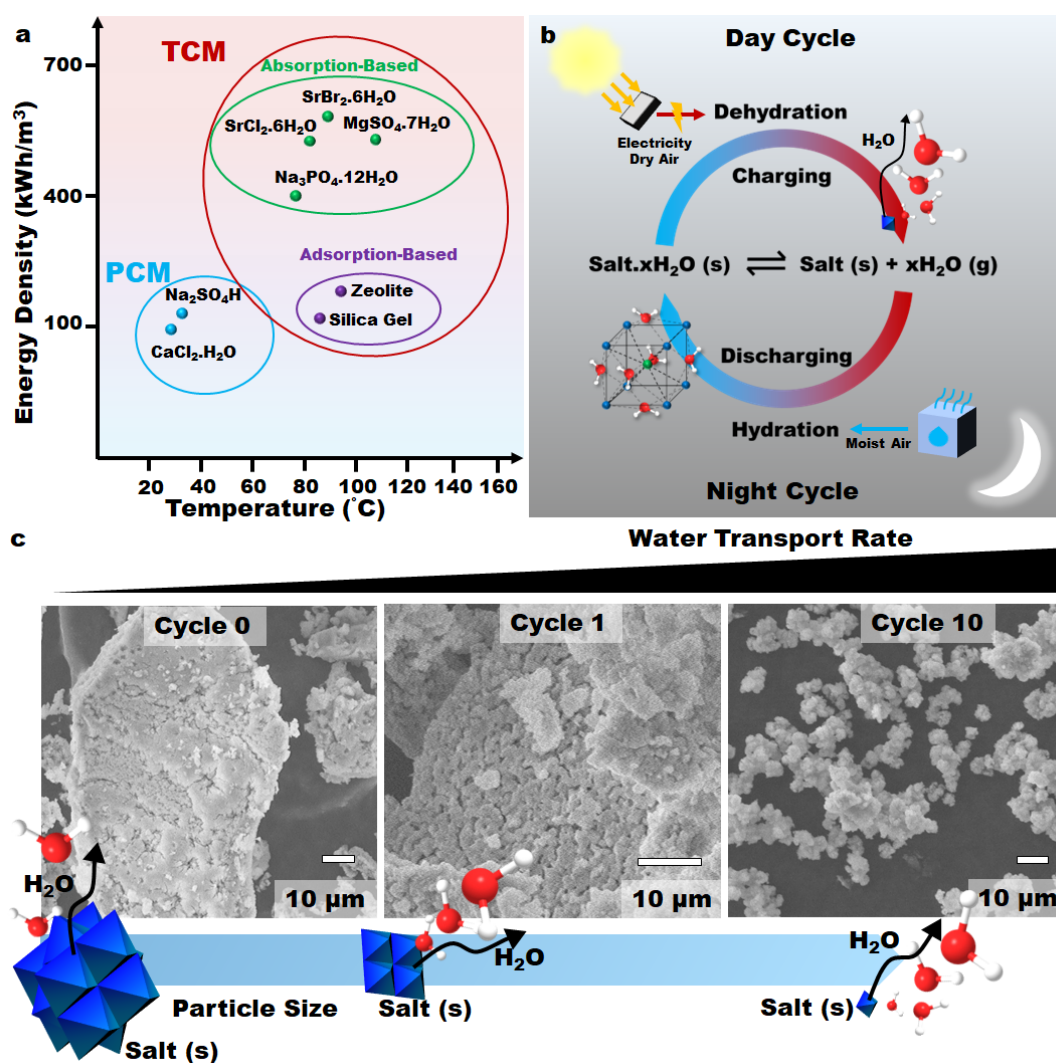 a
TCM
Absorption-Based
SrBr₂.6H₂O
SrCl₂.6H₂O
MgSO₄.7H₂O
Na₃PO₄.12H₂O
PCM
Adsorption-Based
Na₂SO₄H
Zeolite
Silica Gel
CaCl₂.H₂O
Energy Density (kWh/m³)
700
400
100
20 40 60 80 100 120 140 160
Temperature (°C)
b
Day Cycle
Dehydration
Electricity
Dry Air
H₂O
Charging
Salt.xH₂O (s) ⇌ Salt (s) + xH₂O (g)
Discharging
Hydration
Moist Air
Night Cycle
c
Water Transport Rate
Cycle 0
Cycle 1
Cycle 10
10 µm
10 µm
10 µm
H₂O
H₂O
H₂O
Particle Size
Salt (s)
Salt (s)
Salt (s)